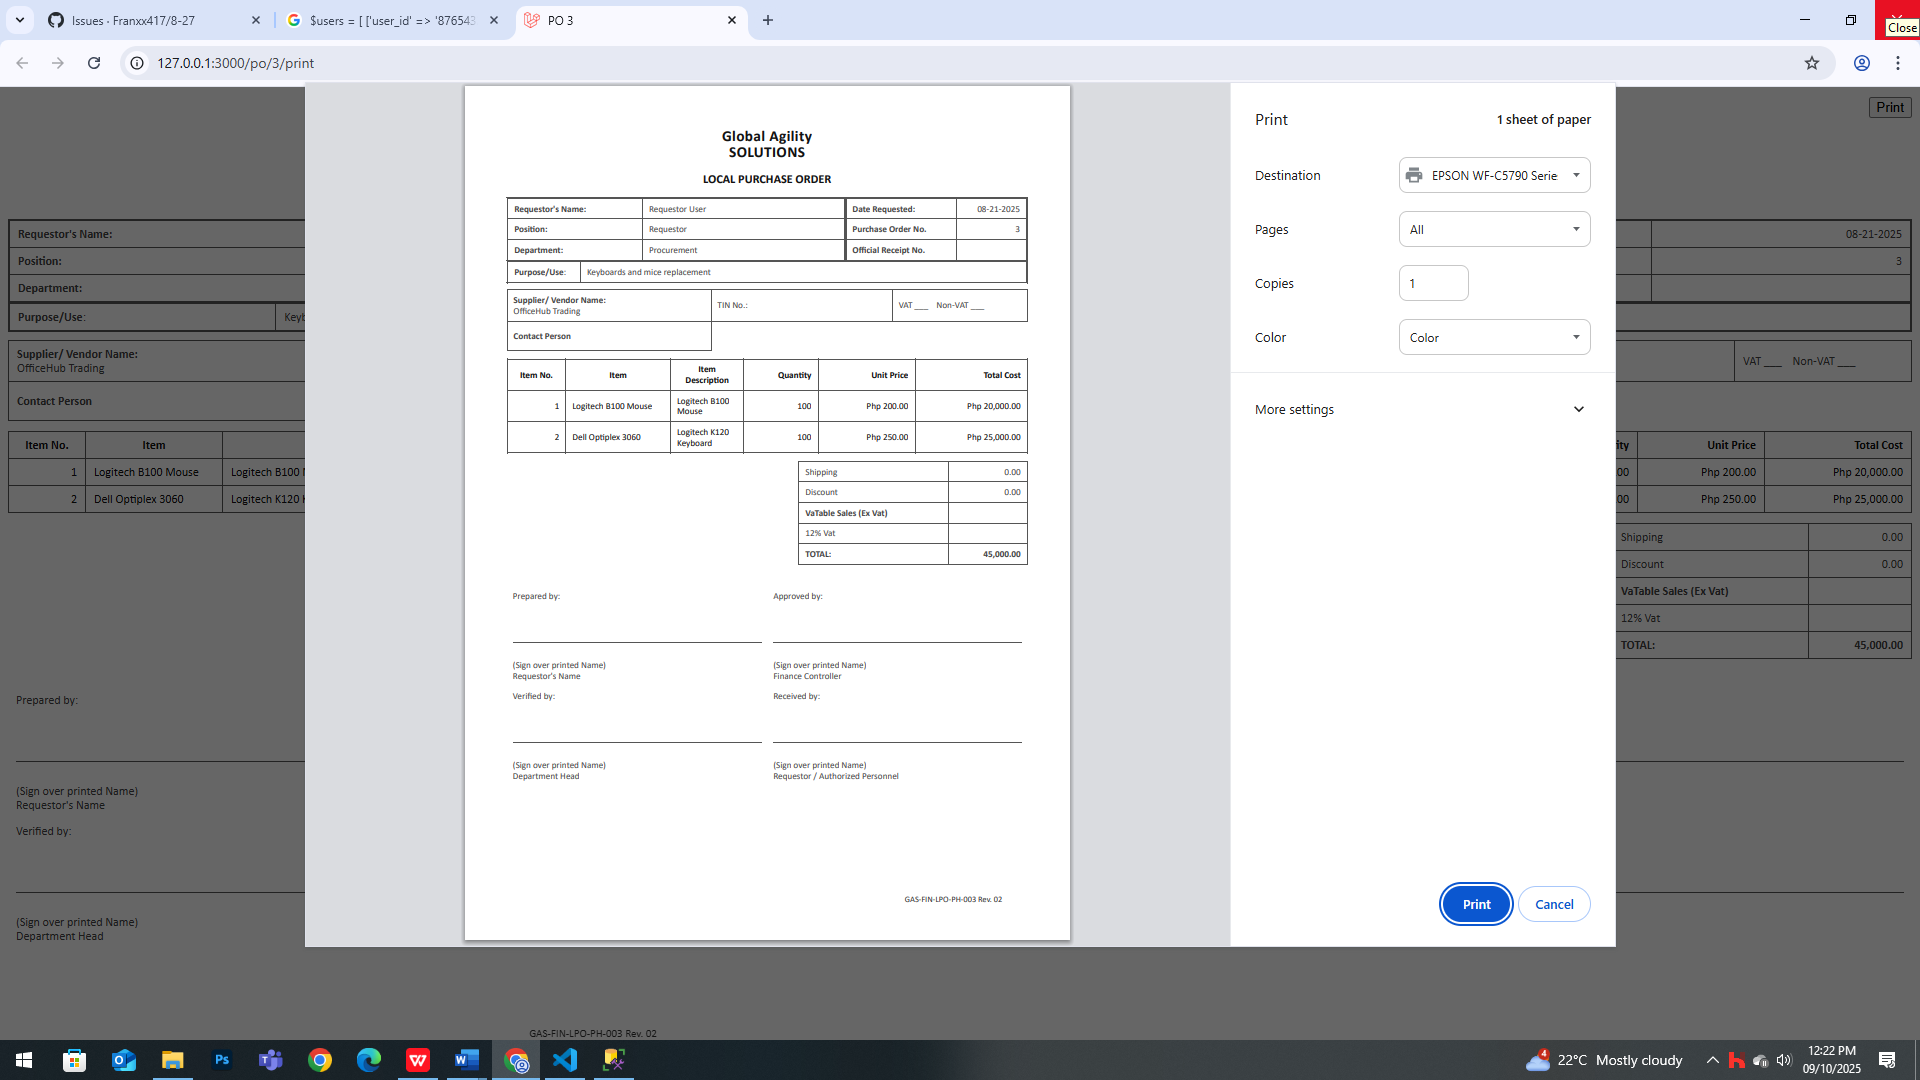 Issues · Franxx417/8-27
$users = [ ['user_id' => '876543
PO 3
Close
127.0.0.1:3000/po/3/print
Print
Global Agility
SOLUTIONS
LOCAL PURCHASE ORDER
Requestor's Name: Requestor User Date Requested: 08-21-2025
Position: Requestor Purchase Order No. 3
Department: Procurement Official Receipt No.
Purpose/Use: Keyboards and mice replacement
Supplier/ Vendor Name:
OfficeHub Trading
TIN No.: VAT ___ Non-VAT ___
Contact Person
Item No. Item Item Description Quantity Unit Price Total Cost
1 Logitech B100 Mouse Logitech B100 Mouse 100 Php 200.00 Php 20,000.00
2 Dell Optiplex 3060 Logitech K120 Keyboard 100 Php 250.00 Php 25,000.00
Shipping 0.00
Discount 0.00
VaTable Sales (Ex Vat)
12% Vat
TOTAL: 45,000.00
Prepared by: Approved by:
(Sign over printed Name) (Sign over printed Name)
Requestor's Name Finance Controller
Verified by: Received by:
(Sign over printed Name) (Sign over printed Name)
Department Head Requestor / Authorized Personnel
GAS-FIN-LPO-PH-003 Rev. 02
Print 1 sheet of paper
Destination EPSON WF-C5790 Serie
Pages All
Copies 1
Color Color
More settings
Print Cancel
Requestor's Name: 08-21-2025
Position: 3
Department:
Purpose/Use: Keyb
Supplier/ Vendor Name:
OfficeHub Trading
VAT ___ Non-VAT ___
Contact Person
Item No. Item ity Unit Price Total Cost
1 Logitech B100 Mouse Logitech B100 00 Php 200.00 Php 20,000.00
2 Dell Optiplex 3060 Logitech K120 00 Php 250.00 Php 25,000.00
Shipping 0.00
Discount 0.00
VaTable Sales (Ex Vat)
12% Vat
TOTAL: 45,000.00
Prepared by:
(Sign over printed Name)
Requestor's Name
Verified by:
(Sign over printed Name)
Department Head
GAS-FIN-LPO-PH-003 Rev. 02
4
22°C Mostly cloudy
12:22 PM
09/10/2025